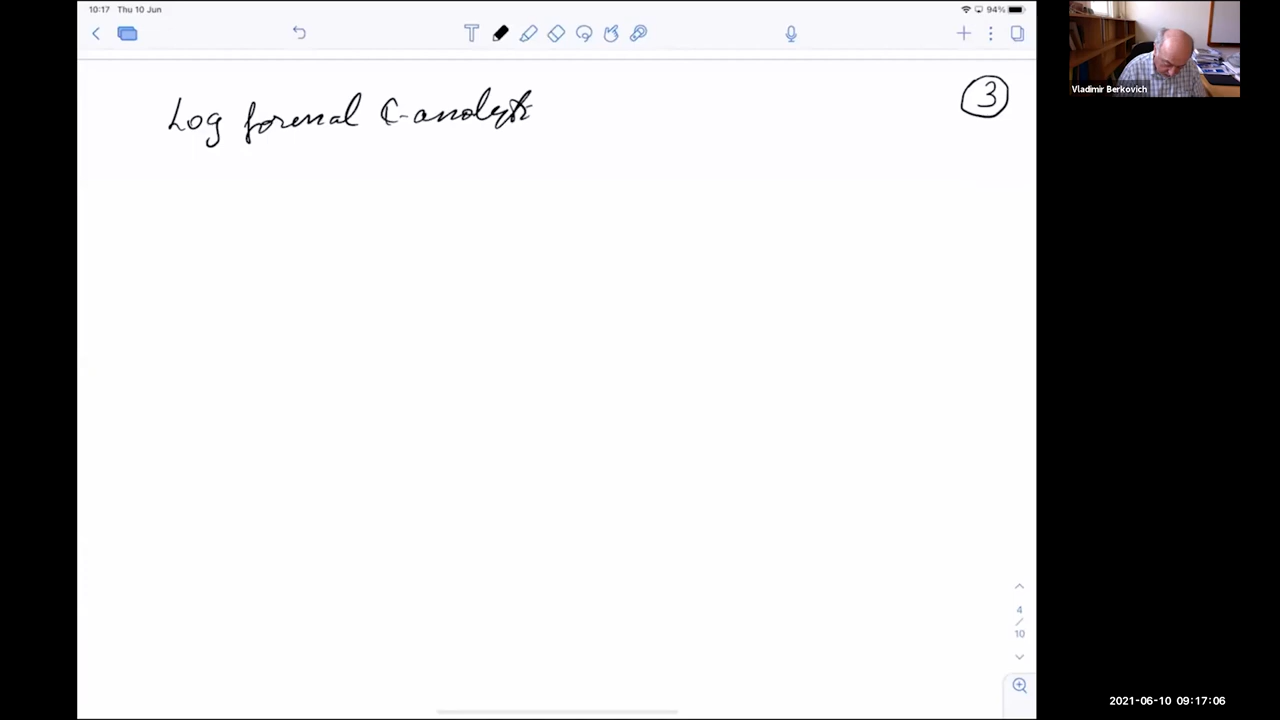 10:17 Thu 10 Jun
94%
T
Log formal ℂ-analytic
3
Vladimir Berkovich
4
/
10
2021-06-10 09:17:06